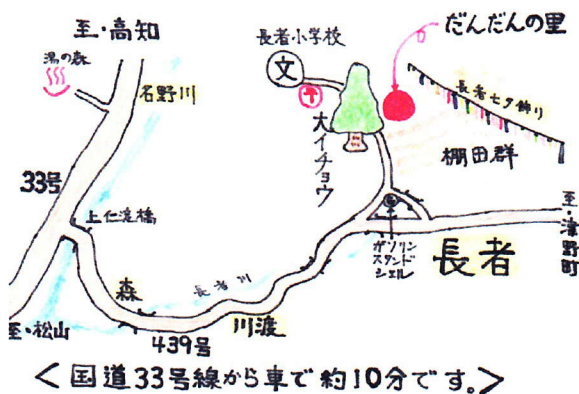 至・高知
湯の森
名野川
33号
上仁淀橋
至・松山
森
439号
長者川
川渡
長者小学校
文
大イチョウ
だんだんの里
長者七夕飾り
棚田群
ガソリン
スタンド
シェル
長者
至・津野町
＜国道33号線から車で約10分です。＞